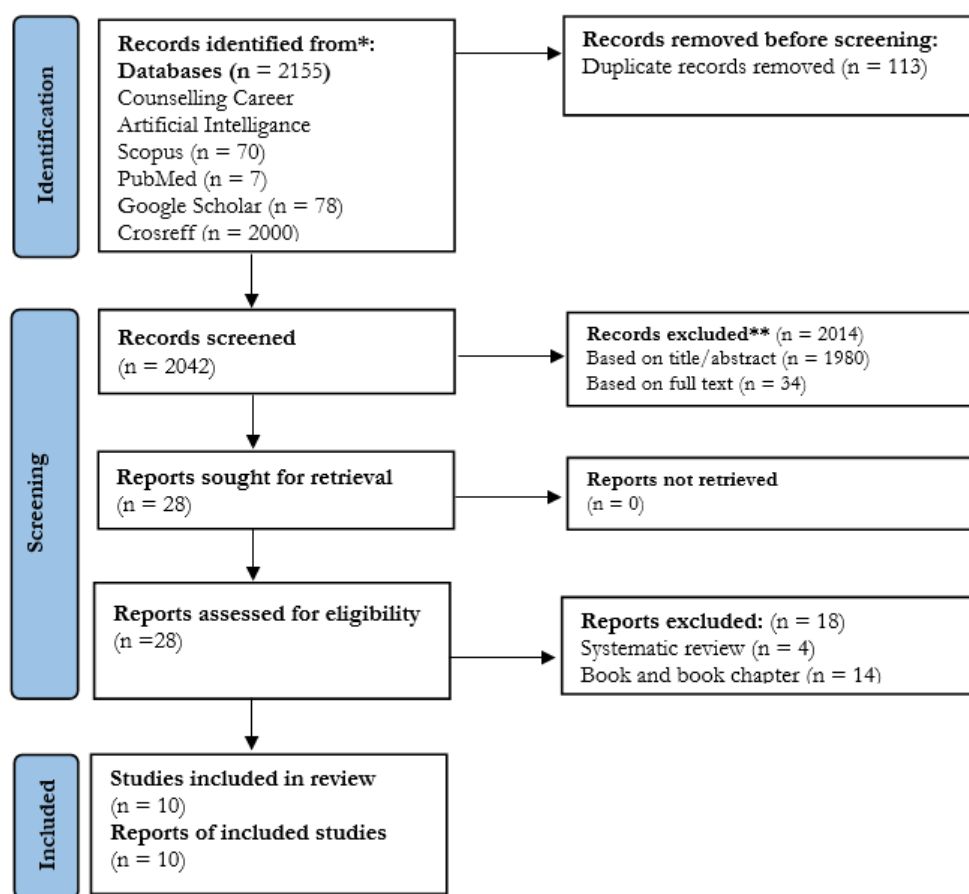 Identification
Records identified from*:
Databases (n = 2155)
Counselling Career
Artificial Intelligance
Scopus (n = 70)
PubMed (n = 7)
Google Scholar (n = 78)
Crosreff (n = 2000)
Records removed before screening:
Duplicate records removed (n = 113)
Screening
Records screened
(n = 2042)
Records excluded** (n = 2014)
Based on title/abstract (n = 1980)
Based on full text (n = 34)
Reports sought for retrieval
(n = 28)
Reports not retrieved
(n = 0)
Reports assessed for eligibility
(n =28)
Reports excluded: (n = 18)
Systematic review (n = 4)
Book and book chapter (n = 14)
Included
Studies included in review
(n = 10)
Reports of included studies
(n = 10)